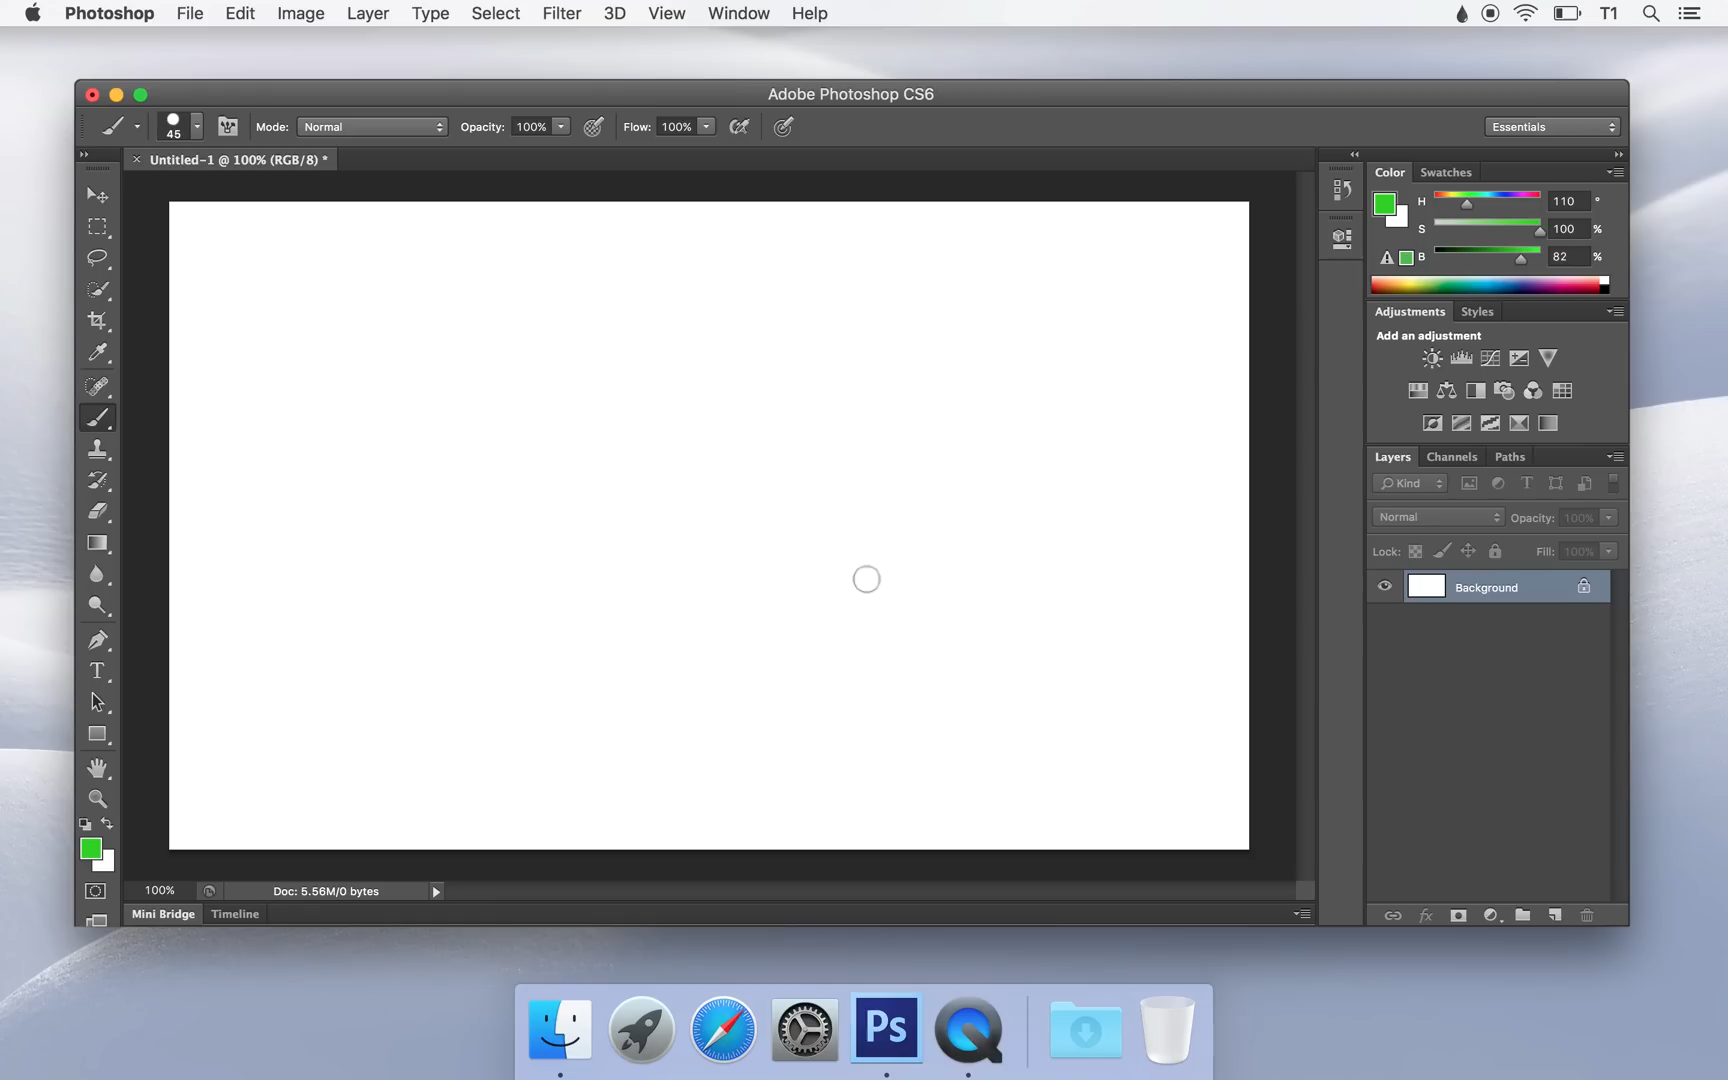 Photoshop File Edit Image Layer Type Select Filter 3D View Window Help T1
Adobe Photoshop CS6
45 Mode: Normal Opacity: 100% Flow: 100% Essentials
Untitled-1 @ 100% (RGB/8) *
Color Swatches
H 110 °
S 100 %
B 82 %
Adjustments Styles
Add an adjustment
Layers Channels Paths
Kind T
Normal Opacity: 100%
Lock: Fill: 100%
Background
T
100% Doc: 5.56M/0 bytes
Mini Bridge Timeline
fx
Ps